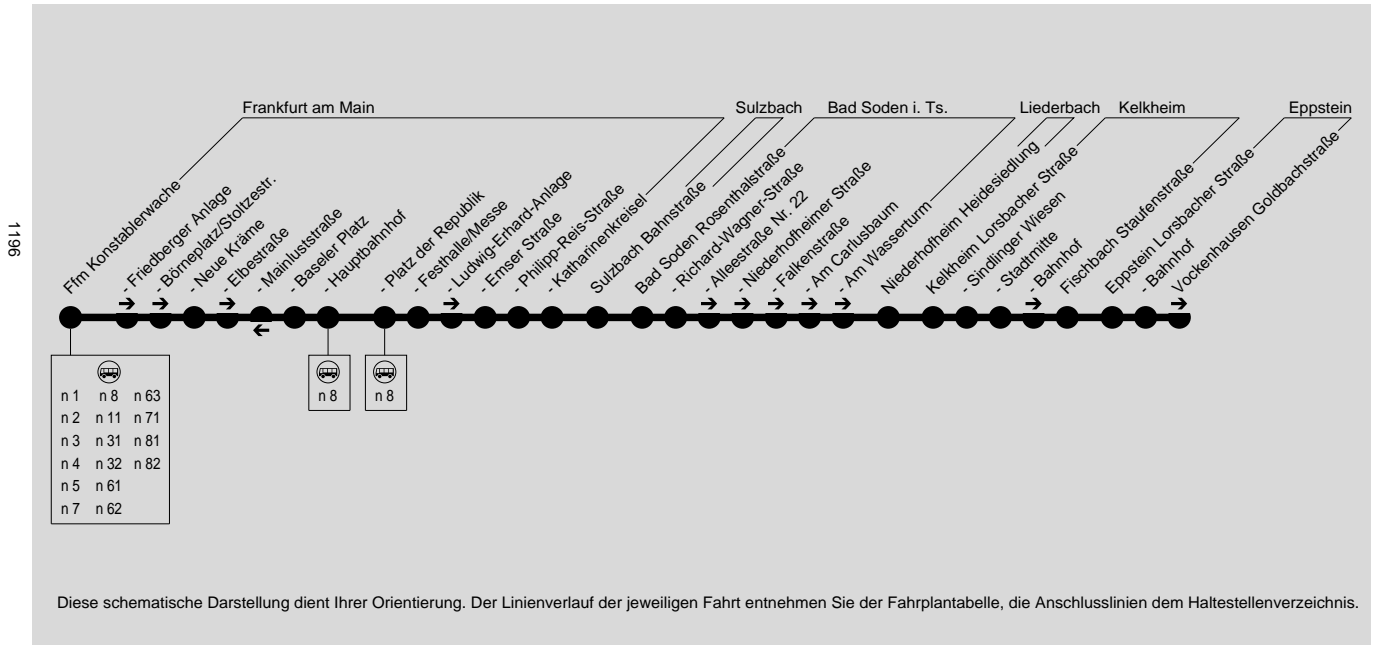 Frankfurt am Main
Sulzbach
Bad Soden i. Ts.
Liederbach
Kelkheim
Eppstein
Ffm Konstablerwache
- Friedberger Anlage
- Börneplatz/Stoltzestr.
- Neue Kräme
- Elbestraße
- Mainluststraße
- Baseler Platz
- Hauptbahnhof
- Platz der Republik
- Festhalle/Messe
- Ludwig-Erhard-Anlage
- Emser Straße
- Philipp-Reis-Straße
- Katharinenkreisel
Sulzbach Bahnstraße
Bad Soden Rosenthalstraße
- Richard-Wagner-Straße
- Alleestraße Nr. 22
- Niederhofheimer Straße
- Falkenstraße
- Am Carlusbaum
- Am Wasserturm
Niederhofheim Heidesiedlung
Kelkheim Lorsbacher Straße
- Sindlinger Wiesen
- Stadtmitte
- Bahnhof
Fischbach Staufenstraße
Eppstein Lorsbacher Straße
- Bahnhof
Vockenhausen Goldbachstraße
1196
n 1 n 8 n 63
n 2 n 11 n 71
n 3 n 31 n 81
n 4 n 32 n 82
n 5 n 61
n 7 n 62
n 8
n 8
Diese schematische Darstellung dient Ihrer Orientierung. Der Linienverlauf der jeweiligen Fahrt entnehmen Sie der Fahrplantabelle, die Anschlusslinien dem Haltestellenverzeichnis.